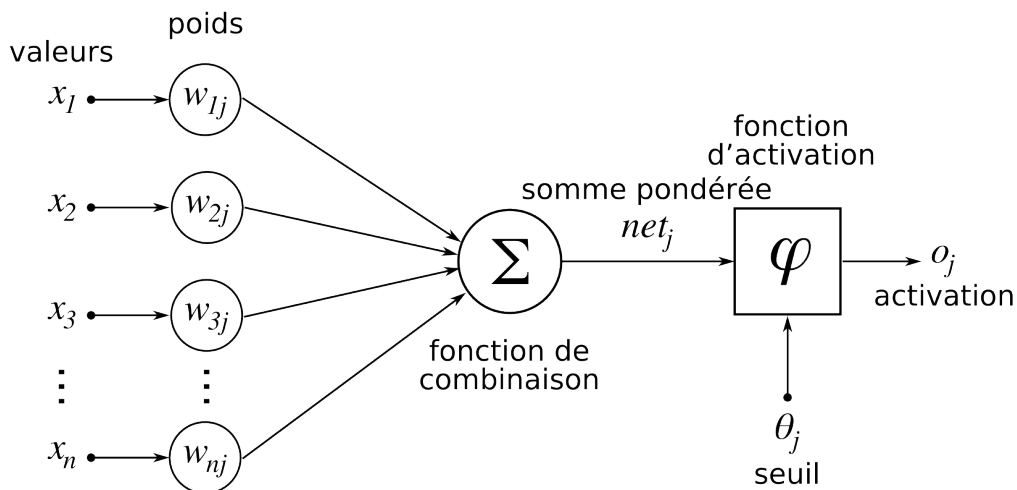 poids
valeurs
x1
w1j
x2
w2j
x3
w3j
⋮
⋮
xn
wnj
Σ
fonction de
combinaison
somme pondérée
netj
fonction
d'activation
φ
oj
activation
θj
seuil